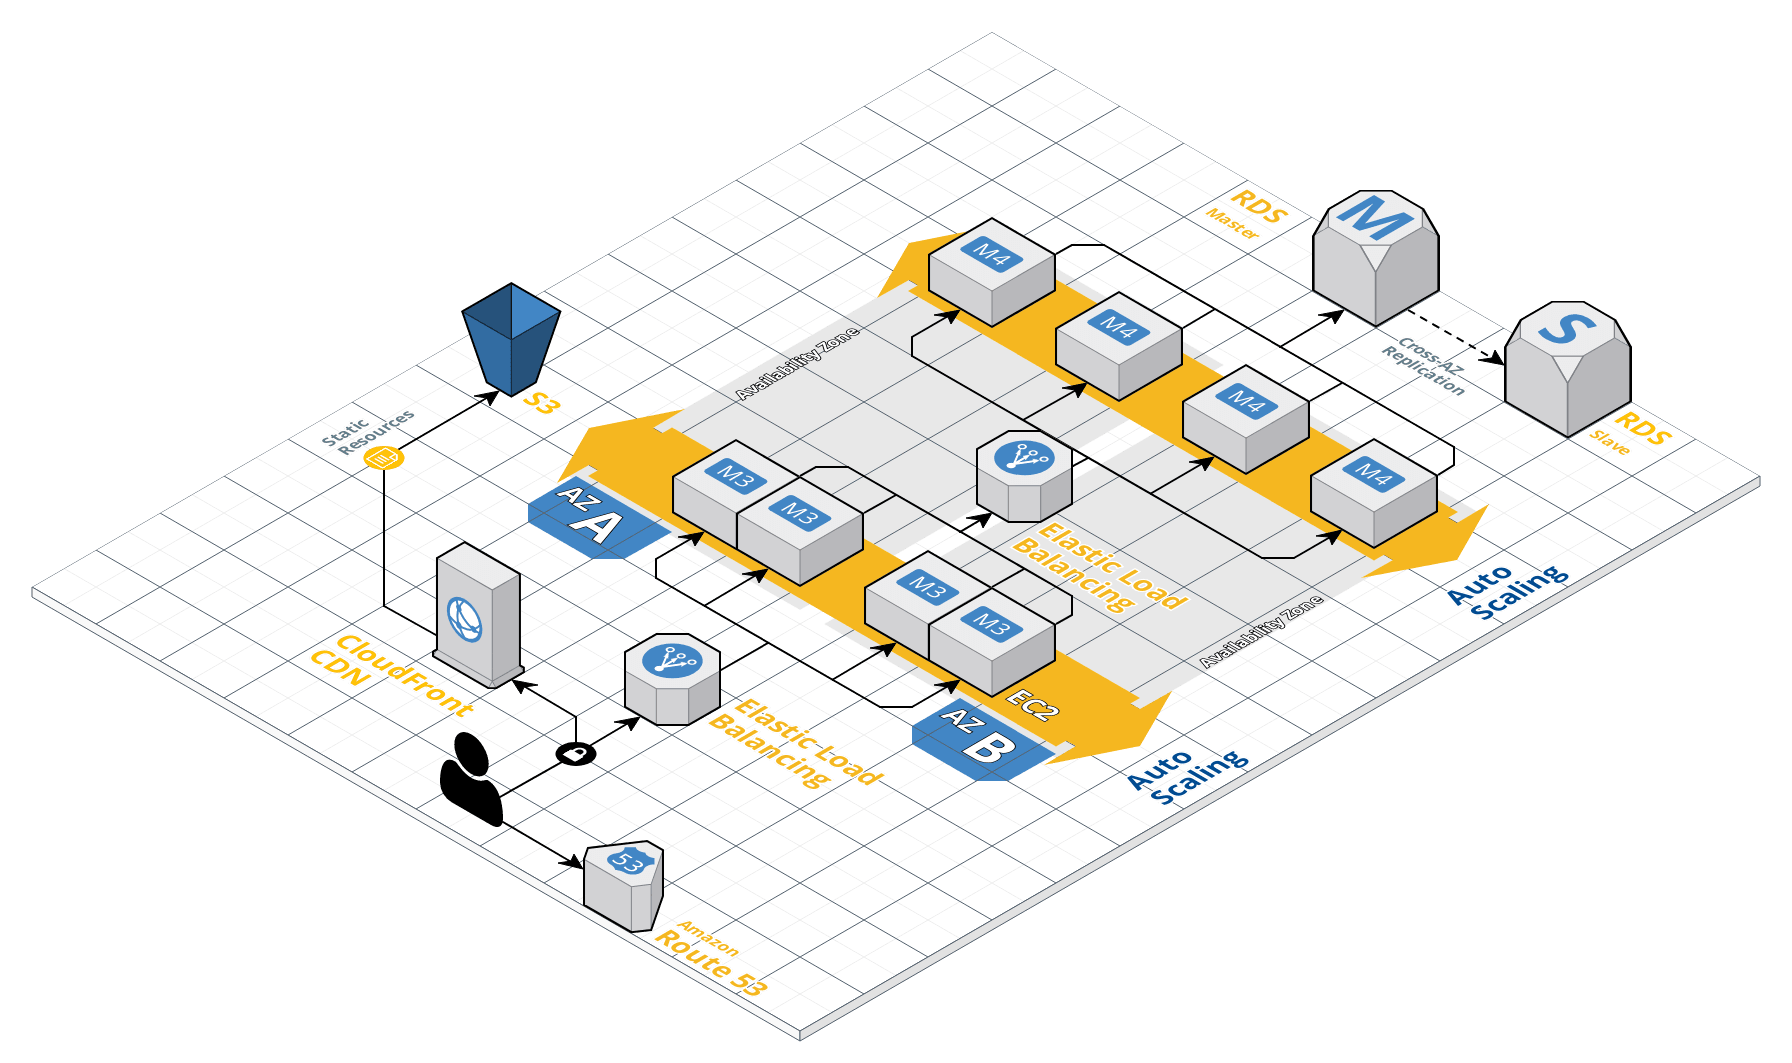 RDS
Master
M
S
Cross-AZ
Replication
RDS
Slave
M4
M4
M4
M4
Availability Zone
S3
Static
Resources
AZ
A
M3
M3
M3
M3
Elastic Load
Balancing
Auto
Scaling
Availability Zone
CloudFront
CDN
EC2
AZ
B
Elastic Load
Balancing
Auto
Scaling
53
Amazon
Route 53